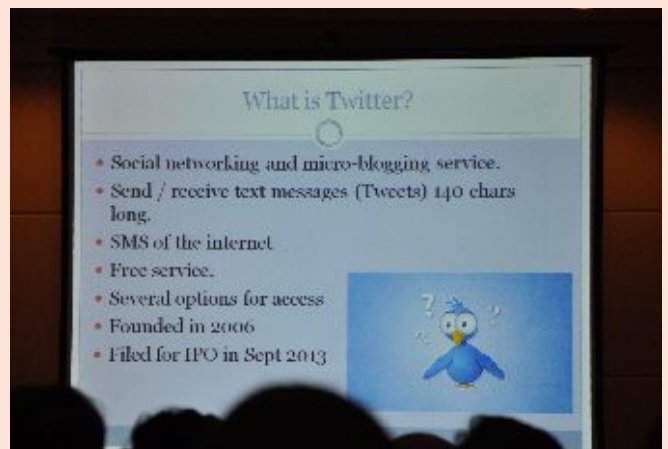 What is Twitter?
• Social networking and micro-blogging service.
• Send / receive text messages (Tweets) 140 chars
long.
• SMS of the internet
• Free service.
• Several options for access
• Founded in 2006
• Filed for IPO in Sept 2013
? ? ?